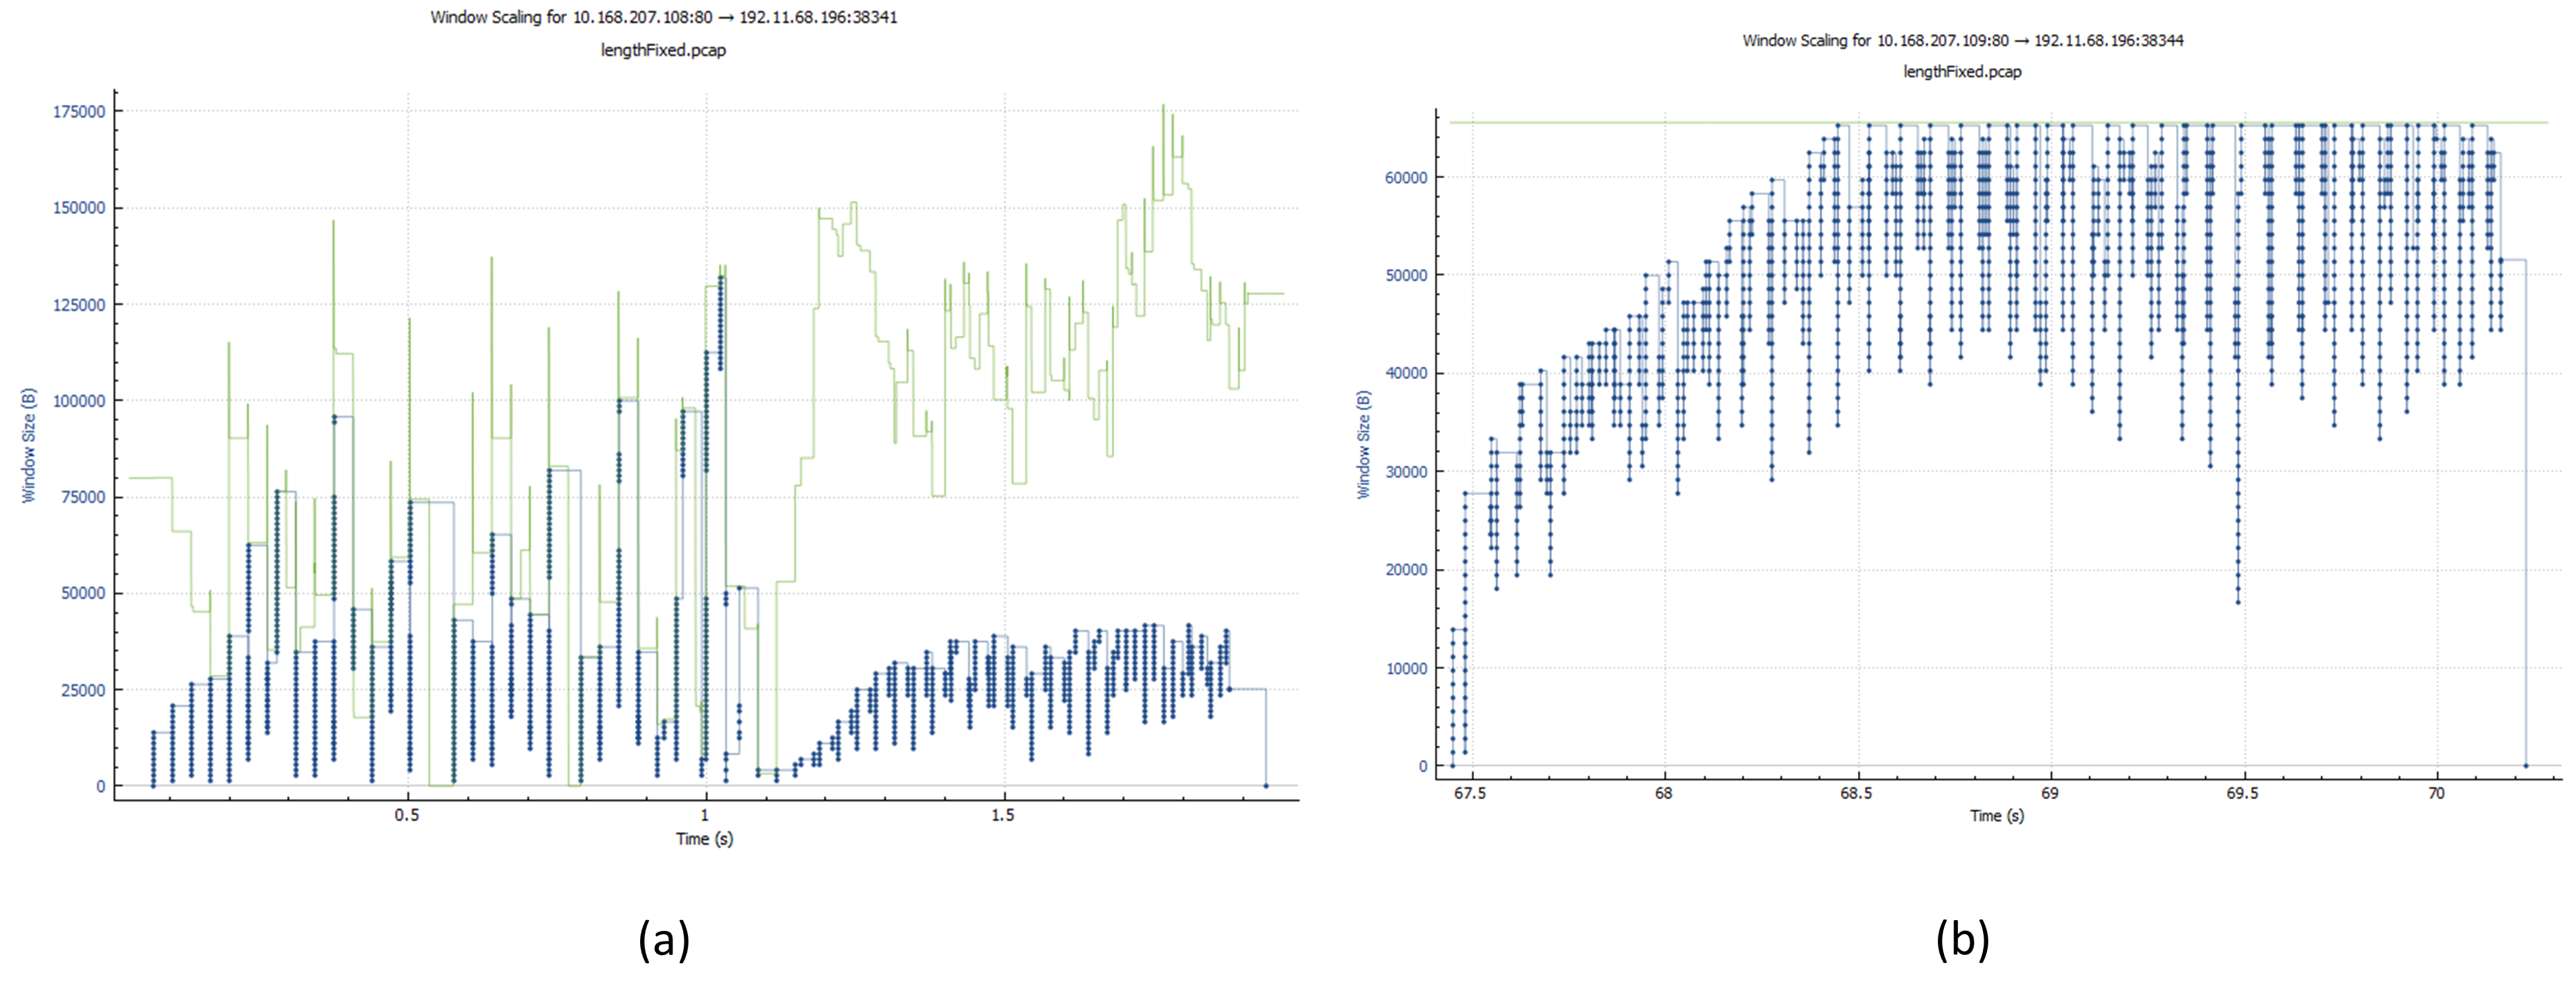 Window Scaling for 10.168.207.108:80 → 192.11.68.196:38341
lengthFixed.pcap
175000
150000
125000
100000
75000
50000
25000
0
Window Size (B)
0.5
1
1.5
Time (s)
(a)
Window Scaling for 10.168.207.109:80 → 192.11.68.196:38344
lengthFixed.pcap
60000
50000
40000
30000
20000
10000
0
Window Size (B)
67.5
68
68.5
69
69.5
70
Time (s)
(b)